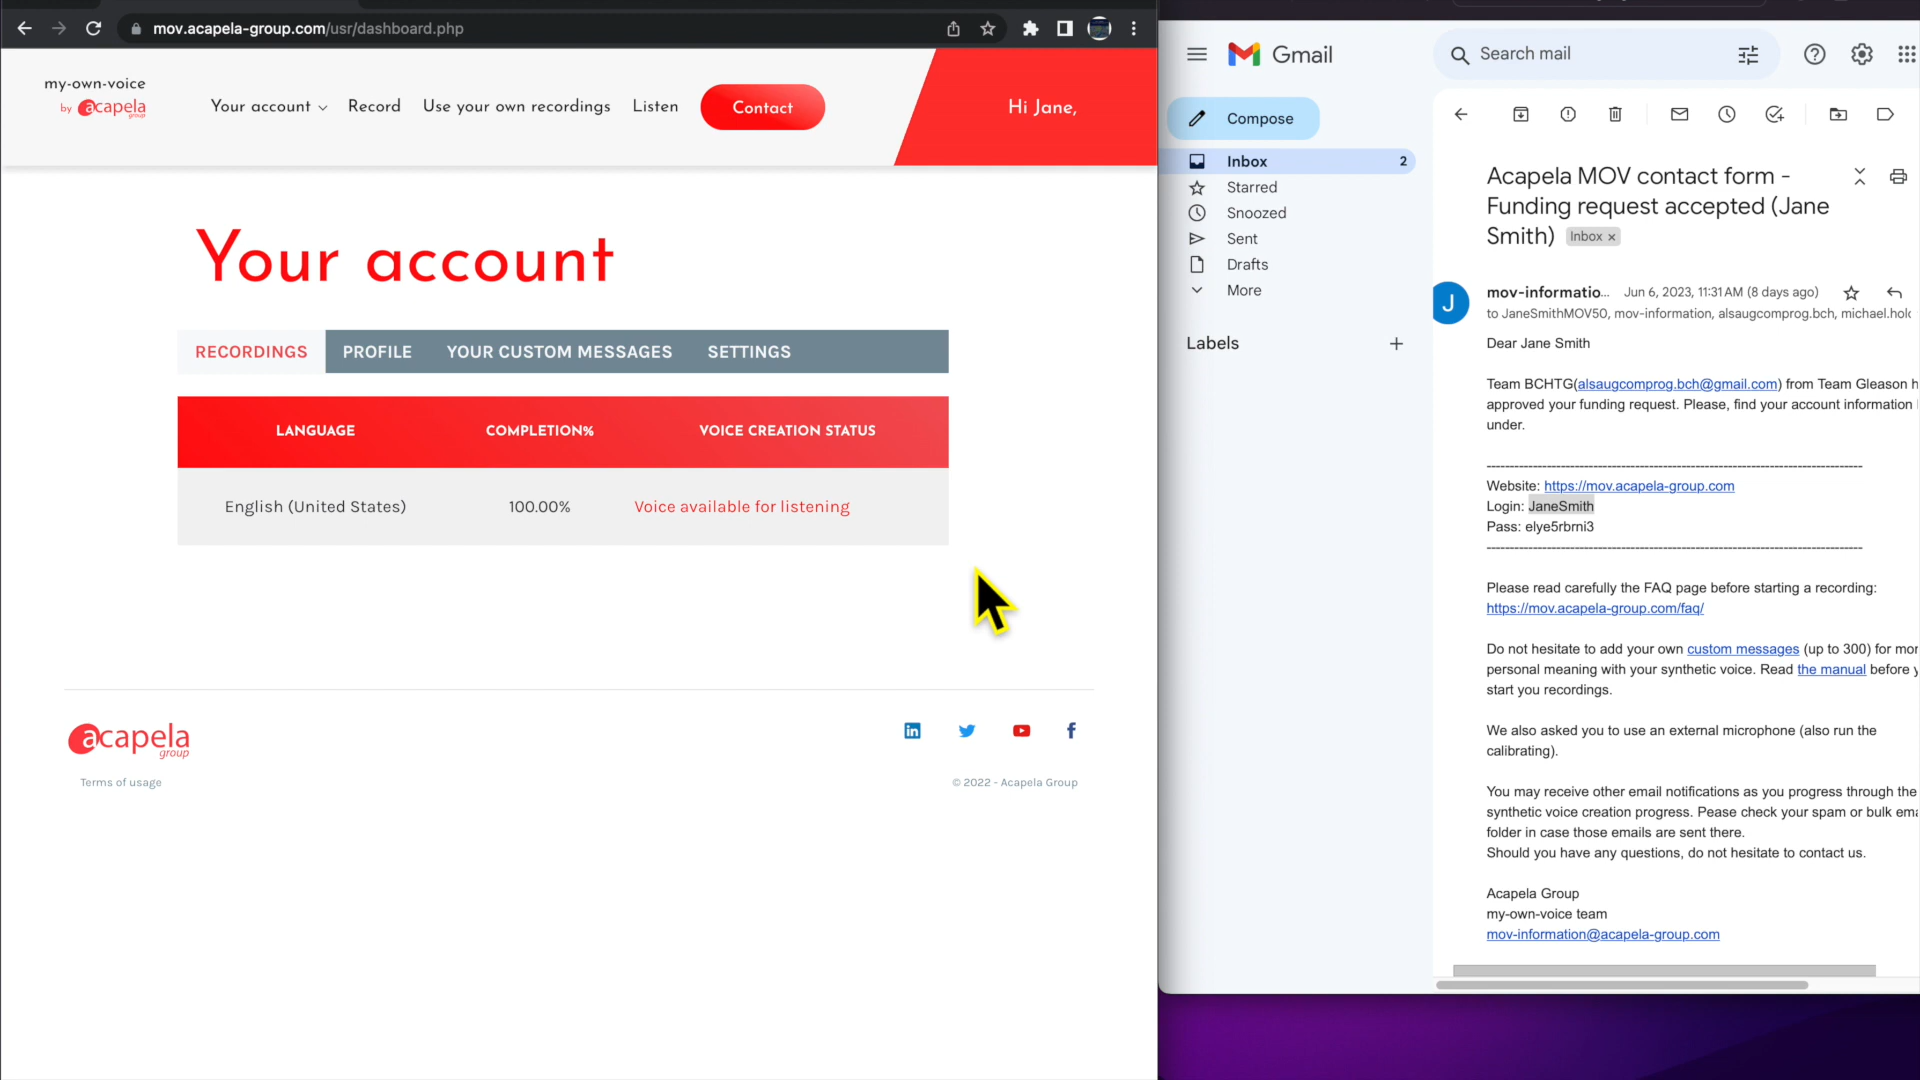 mov.acapela-group.com/usr/dashboard.php
my-own-voice
by acapela group
Your account
Record
Use your own recordings
Listen
Contact
Hi Jane,
Your account
RECORDINGS
PROFILE
YOUR CUSTOM MESSAGES
SETTINGS
LANGUAGE COMPLETION% VOICE CREATION STATUS
English (United States) 100.00% Voice available for listening
acapela
group
Terms of usage
© 2022 - Acapela Group
Gmail
Search mail
Compose
Inbox 2
Starred
Snoozed
Sent
Drafts
More
Labels
Acapela MOV contact form -
Funding request accepted (Jane
Smith) Inbox ×
J
mov-informatio... Jun 6, 2023, 11:31 AM (8 days ago)
to JaneSmithMOV50, mov-information, alsaugcomprog.bch,
Dear Jane Smith
Team BCHTG(alsaugcomprog.bch@gmail.com) from Team Gleason
approved your funding request. Please, find your account information
under.
Website: https://mov.acapela-group.com
Login: JaneSmith
Pass: elye5rbrni3
Please read carefully the FAQ page before starting a recording:
https://mov.acapela-group.com/faq/
Do not hesitate to add your own custom messages (up to 300) for
personal meaning with your synthetic voice. Read the manual before
start you recordings.
We also asked you to use an external microphone (also run the
calibrating).
You may receive other email notifications as you progress through the
synthetic voice creation progress. Pease check your spam or bulk
folder in case those emails are sent there.
Should you have any questions, do not hesitate to contact us.
Acapela Group
my-own-voice team
mov-information@acapela-group.com